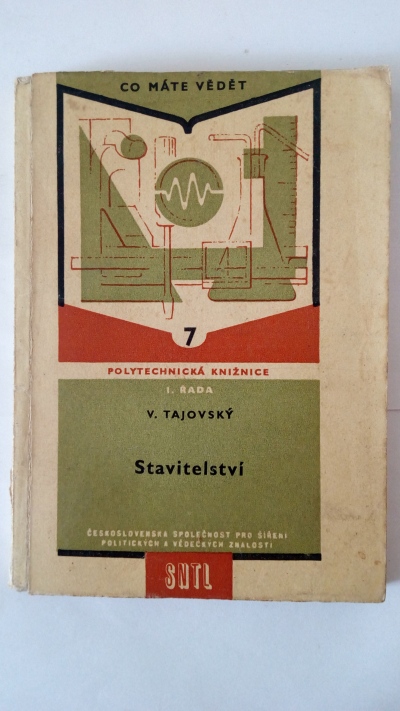 CO MÁTE VĚDĚT
7
POLYTECHNICKÁ KNIŽNICE
I. ŘADA
V. TAJOVSKÝ
Stavitelství
ČESKOSLOVENSKÁ SPOLEČNOST PRO ŠÍŘENÍ
POLITICKÝCH A VĚDECKÝCH ZNALOSTÍ
SNTL